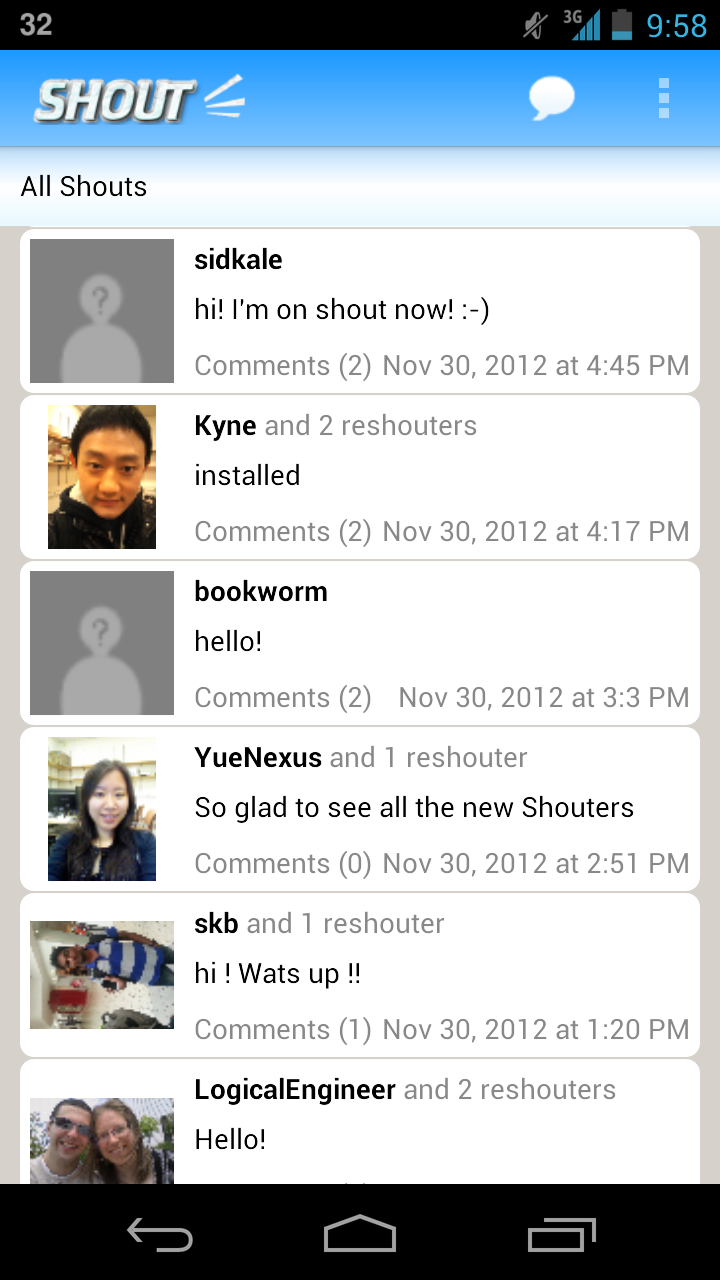 32
3G
9:58
SHOUT
All Shouts
sidkale
hi! I'm on shout now! :-)
Comments (2) Nov 30, 2012 at 4:45 PM
Kyne and 2 reshouters
installed
Comments (2) Nov 30, 2012 at 4:17 PM
bookworm
hello!
Comments (2) Nov 30, 2012 at 3:3 PM
YueNexus and 1 reshouter
So glad to see all the new Shouters
Comments (0) Nov 30, 2012 at 2:51 PM
skb and 1 reshouter
hi ! Wats up !!
Comments (1) Nov 30, 2012 at 1:20 PM
LogicalEngineer and 2 reshouters
Hello!